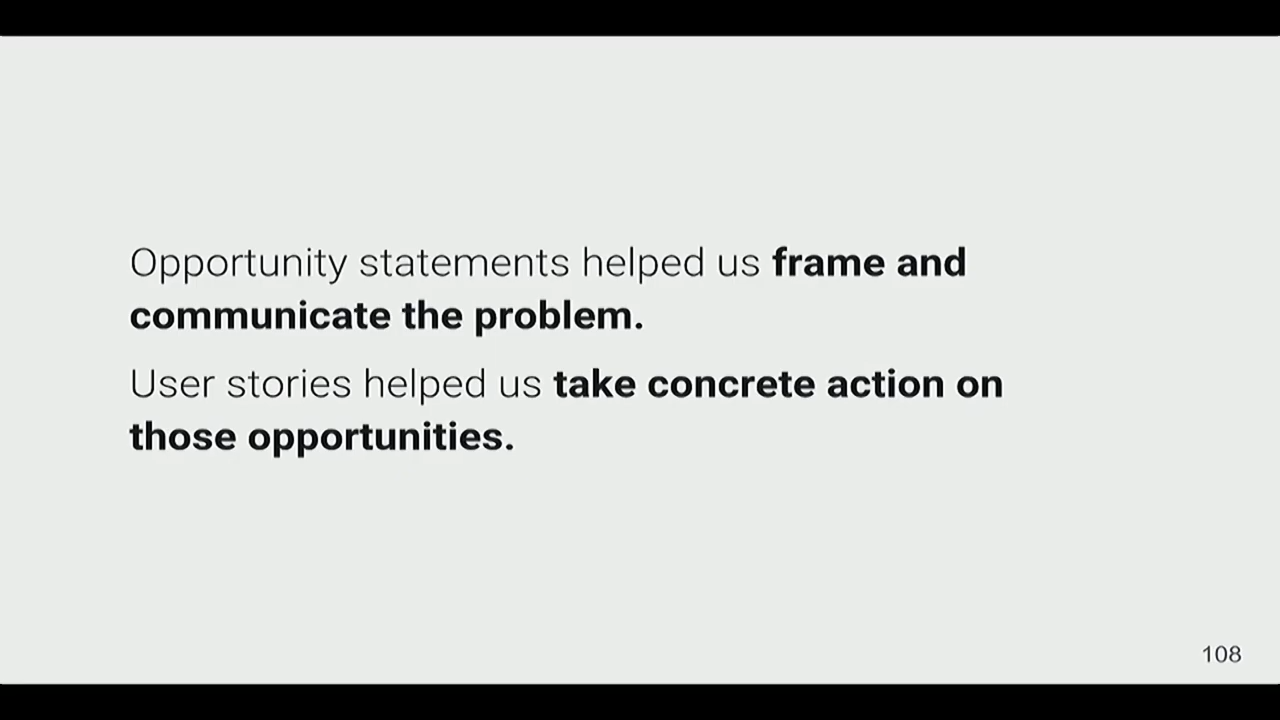 Opportunity statements helped us frame and
communicate the problem.
User stories helped us take concrete action on
those opportunities.
108